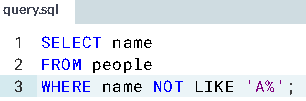 query.sql
1 SELECT name
2 FROM people
3 WHERE name NOT LIKE 'A%';